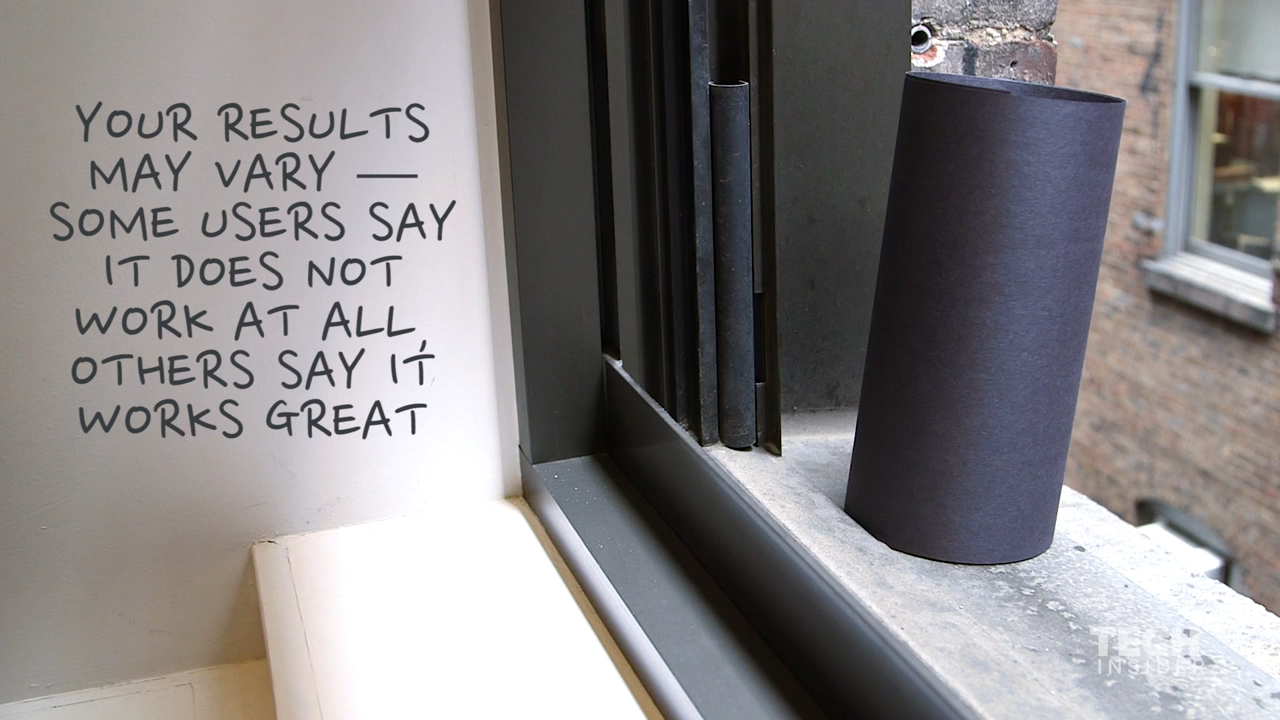 YOUR RESULTS
MAY VARY —
SOME USERS SAY
IT DOES NOT
WORK AT ALL,
OTHERS SAY IT
WORKS GREAT
TECH
INSIDER